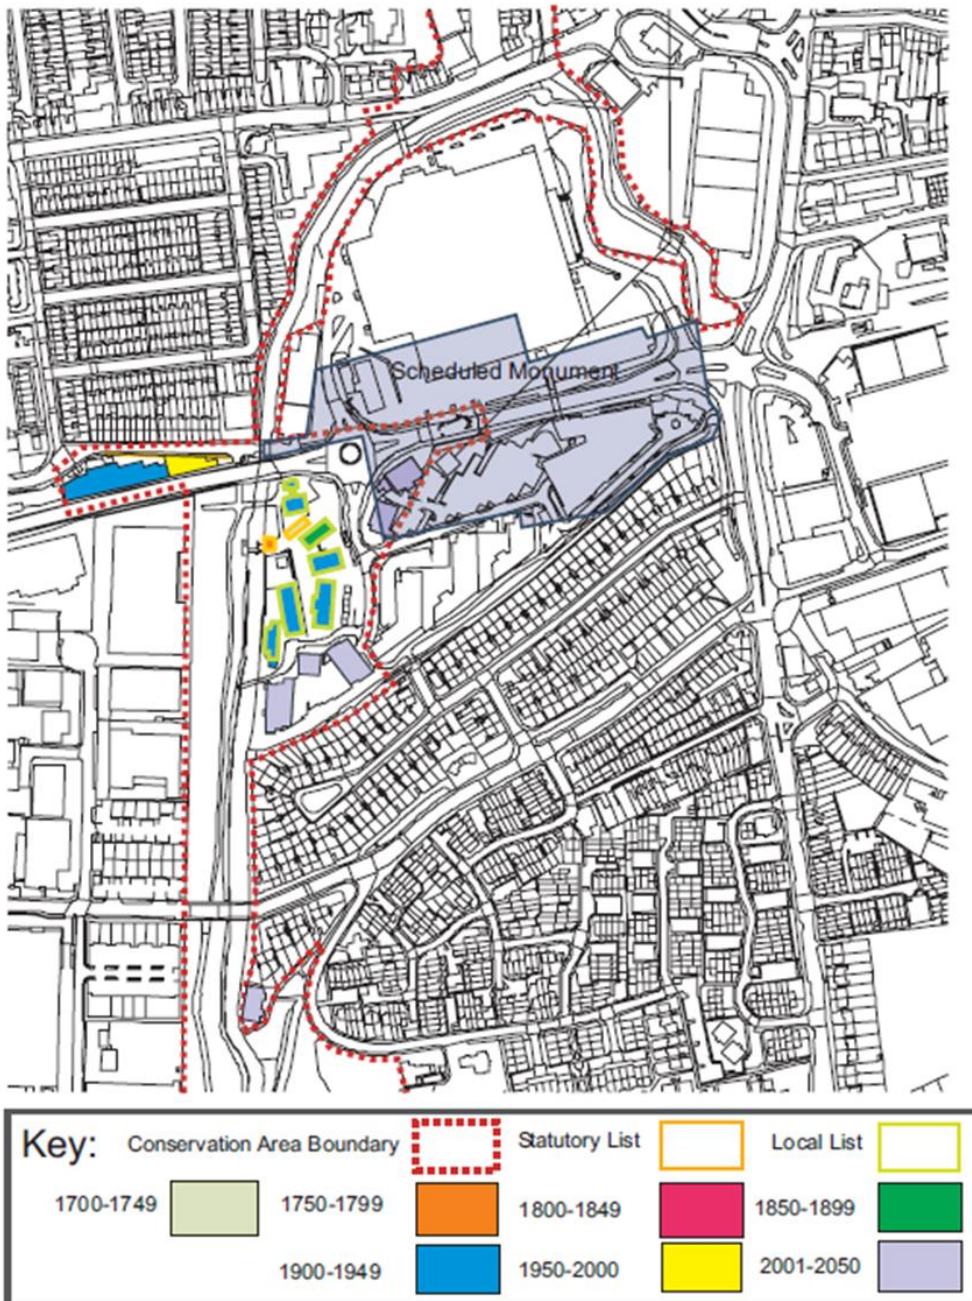 Scheduled Monument
Key: Conservation Area Boundary Statutory List Local List
1700-1749 1750-1799 1800-1849 1850-1899
1900-1949 1950-2000 2001-2050